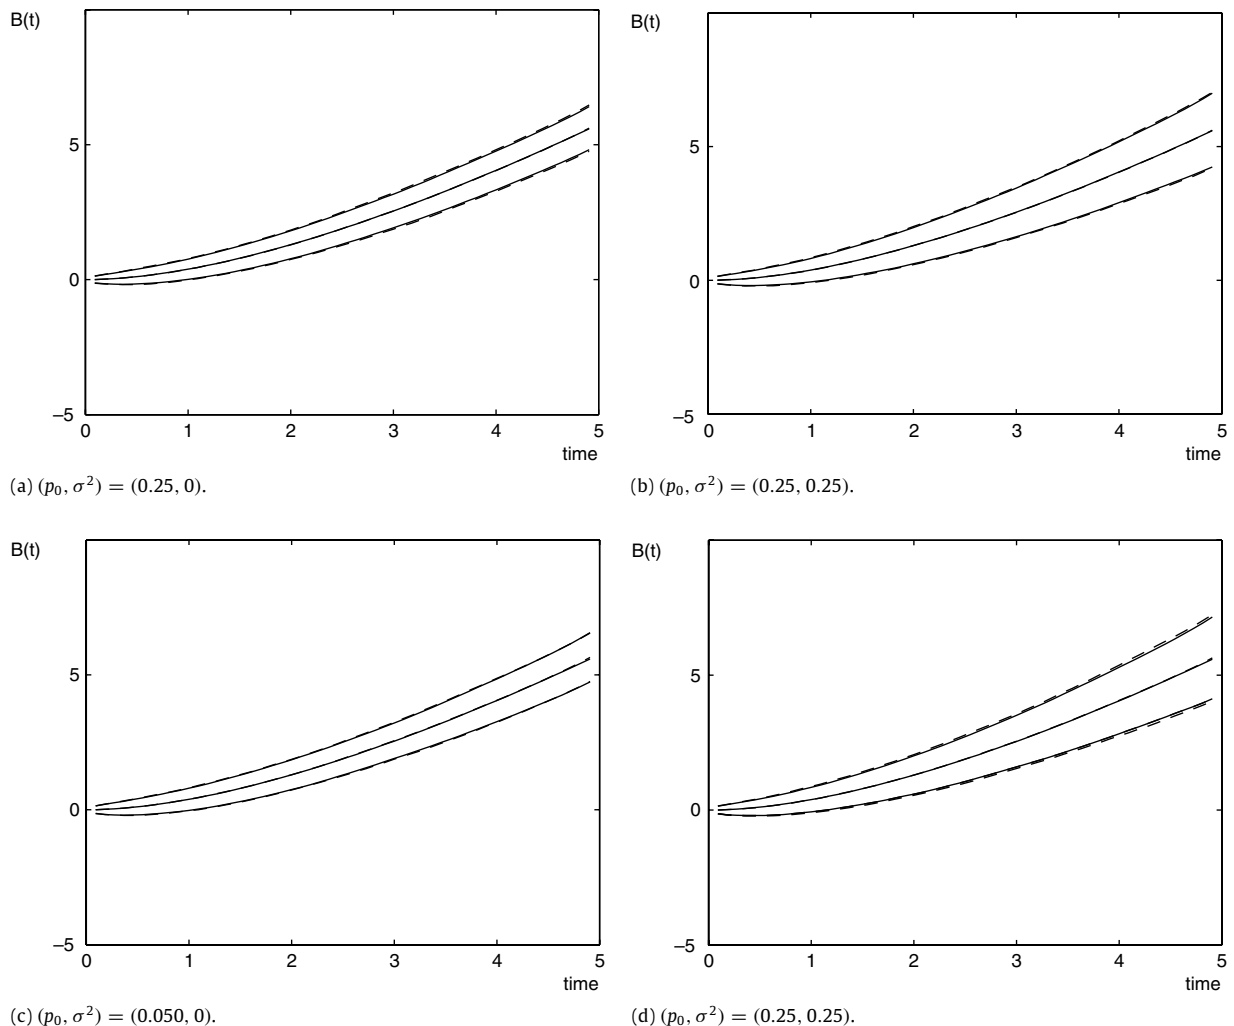 B(t)
5
0
–5
0 1 2 3 4 5
time
(a) (p₀, σ²) = (0.25, 0).
B(t)
5
0
–5
0 1 2 3 4 5
time
(b) (p₀, σ²) = (0.25, 0.25).
B(t)
5
0
–5
0 1 2 3 4 5
time
(c) (p₀, σ²) = (0.050, 0).
B(t)
5
0
–5
0 1 2 3 4 5
time
(d) (p₀, σ²) = (0.25, 0.25).